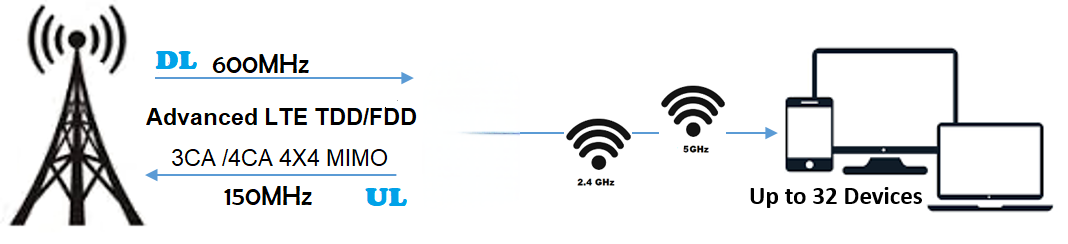 DL 600MHz
Advanced LTE TDD/FDD
3CA /4CA 4X4 MIMO
150MHz UL
2.4 GHz
5GHz
Up to 32 Devices